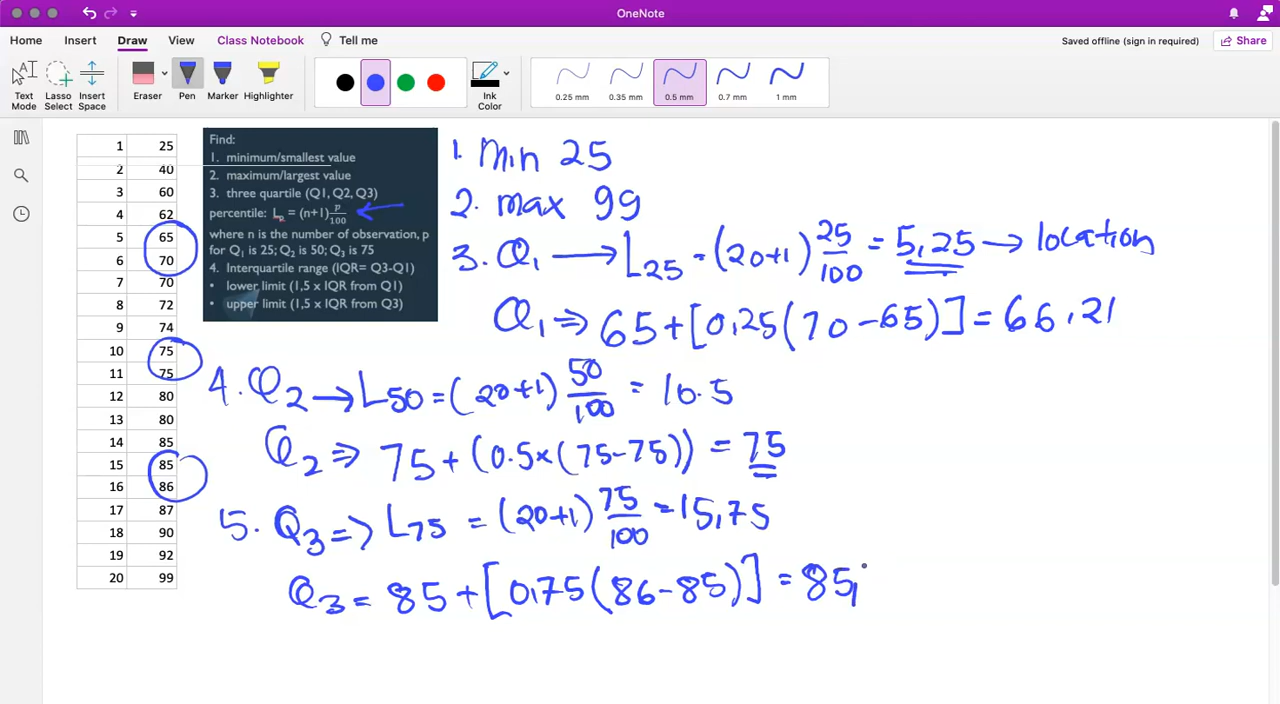 OneNote
Home Insert Draw View Class Notebook Tell me
Saved offline (sign in required) Share
Text Mode
Lasso Select
Insert Space
Eraser
Pen
Marker
Highlighter
Ink Color
0.25 mm 0.35 mm 0.5 mm 0.7 mm 1 mm
1 25
2 40
3 60
4 62
5 65
6 70
7 70
8 72
9 74
10 75
11 75
12 80
13 80
14 85
15 85
16 86
17 87
18 90
19 92
20 99
Find:
1. minimum/smallest value
2. maximum/largest value
3. three quartile (Q1, Q2, Q3)
percentile: Lp = (n+1) p/100
where n is the number of observation, p
for Q1 is 25; Q2 is 50; Q3 is 75
4. Interquartile range (IQR= Q3-Q1)
• lower limit (1,5 x IQR from Q1)
• upper limit (1,5 x IQR from Q3)
1. Min 25
2. max 99
3. Q1 → L25 = (20+1) 25/100 = 5,25 → location
Q1 ⇒ 65+[0,25(70-65)] = 66,21
4. Q2 → L50 = (20+1) 50/100 = 10.5
Q2 ⇒ 75+(0.5×(75-75)) = 75
5. Q3 => L75 = (20+1) 75/100 = 15,75
Q3 = 85+[0,75(86-85)] = 85,